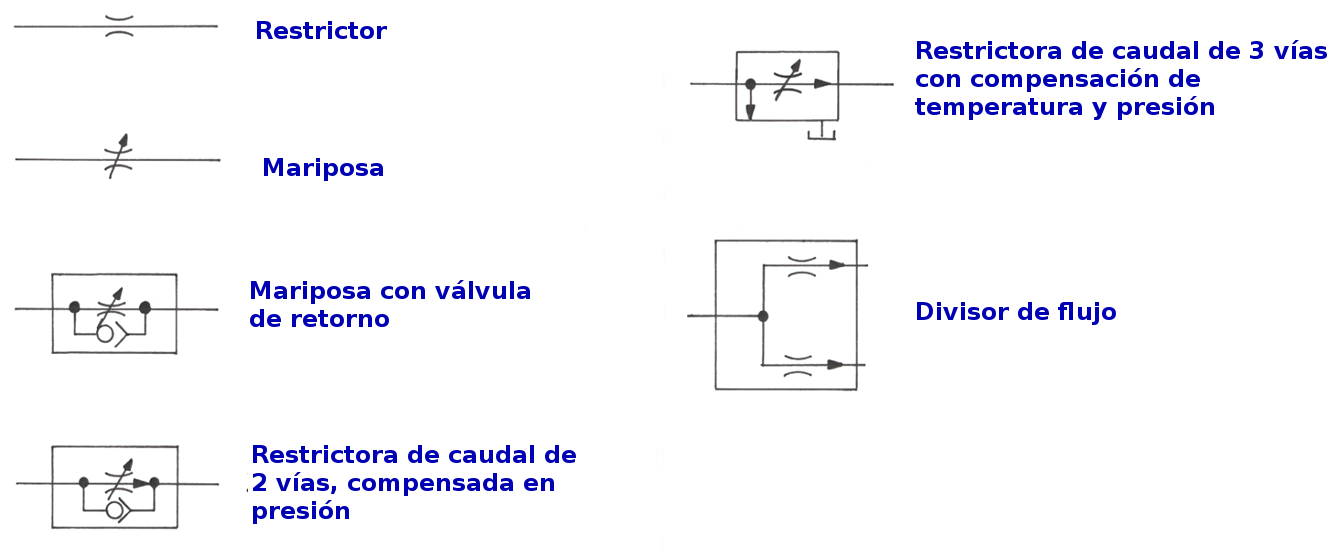 Restrictor
Mariposa
Mariposa con válvula
de retorno
Restrictora de caudal de
2 vías, compensada en
presión
Restrictora de caudal de 3 vías
con compensación de
temperatura y presión
Divisor de flujo